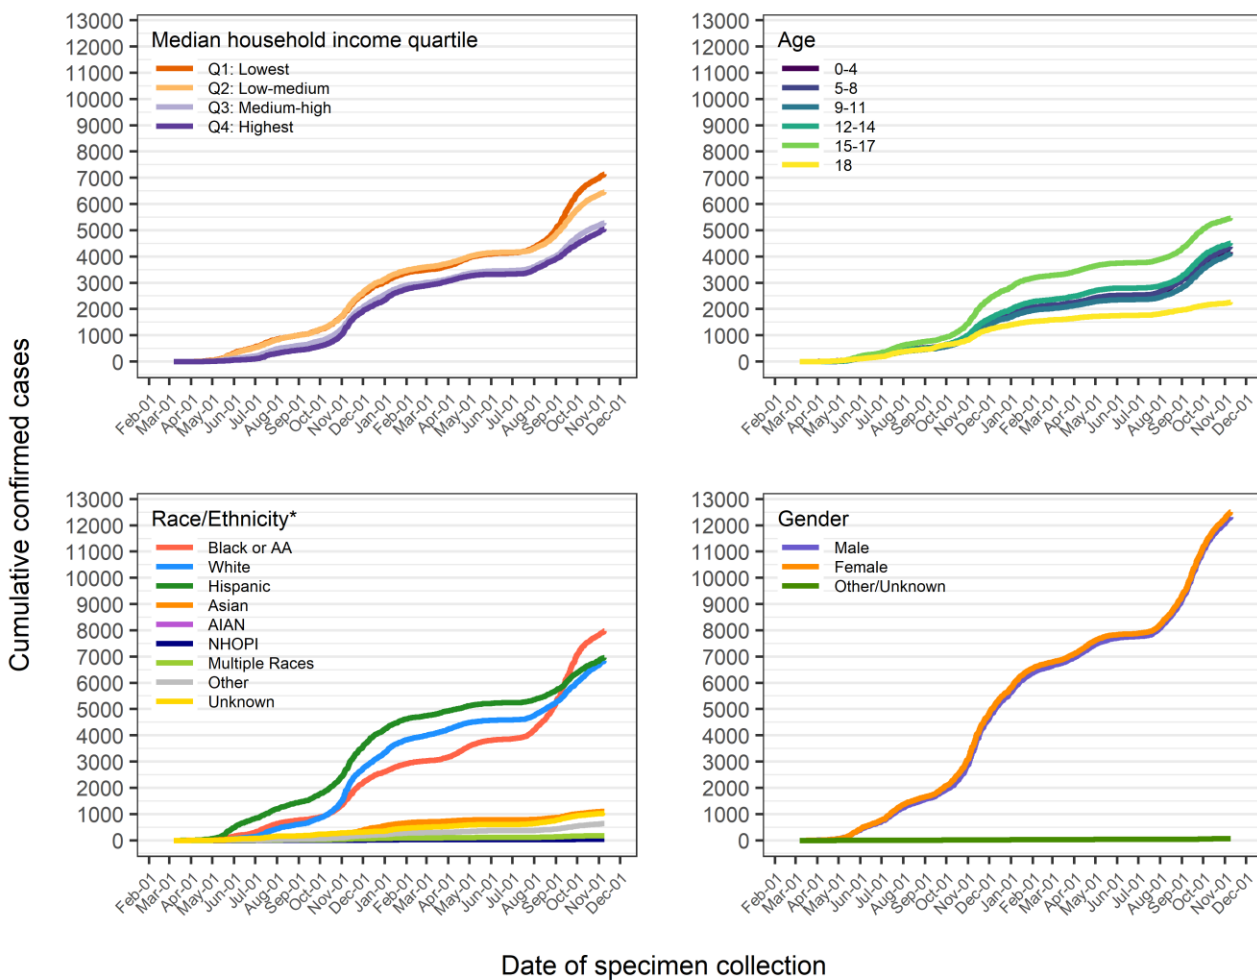 Cumulative confirmed cases
13000
12000
11000
10000
9000
8000
7000
6000
5000
4000
3000
2000
1000
0
Median household income quartile
Q1: Lowest
Q2: Low-medium
Q3: Medium-high
Q4: Highest
Feb-01 Mar-01 Apr-01 May-01 Jun-01 Jul-01 Aug-01 Sep-01 Oct-01 Nov-01 Dec-01 Jan-01 Feb-01 Mar-01 Apr-01 May-01 Jun-01 Jul-01 Aug-01 Sep-01 Oct-01 Nov-01 Dec-01
13000
12000
11000
10000
9000
8000
7000
6000
5000
4000
3000
2000
1000
0
Age
0-4
5-8
9-11
12-14
15-17
18
Feb-01 Mar-01 Apr-01 May-01 Jun-01 Jul-01 Aug-01 Sep-01 Oct-01 Nov-01 Dec-01 Jan-01 Feb-01 Mar-01 Apr-01 May-01 Jun-01 Jul-01 Aug-01 Sep-01 Oct-01 Nov-01 Dec-01
13000
12000
11000
10000
9000
8000
7000
6000
5000
4000
3000
2000
1000
0
Race/Ethnicity*
Black or AA
White
Hispanic
Asian
AIAN
NHOPI
Multiple Races
Other
Unknown
Feb-01 Mar-01 Apr-01 May-01 Jun-01 Jul-01 Aug-01 Sep-01 Oct-01 Nov-01 Dec-01 Jan-01 Feb-01 Mar-01 Apr-01 May-01 Jun-01 Jul-01 Aug-01 Sep-01 Oct-01 Nov-01 Dec-01
13000
12000
11000
10000
9000
8000
7000
6000
5000
4000
3000
2000
1000
0
Gender
Male
Female
Other/Unknown
Feb-01 Mar-01 Apr-01 May-01 Jun-01 Jul-01 Aug-01 Sep-01 Oct-01 Nov-01 Dec-01 Jan-01 Feb-01 Mar-01 Apr-01 May-01 Jun-01 Jul-01 Aug-01 Sep-01 Oct-01 Nov-01 Dec-01
Date of specimen collection